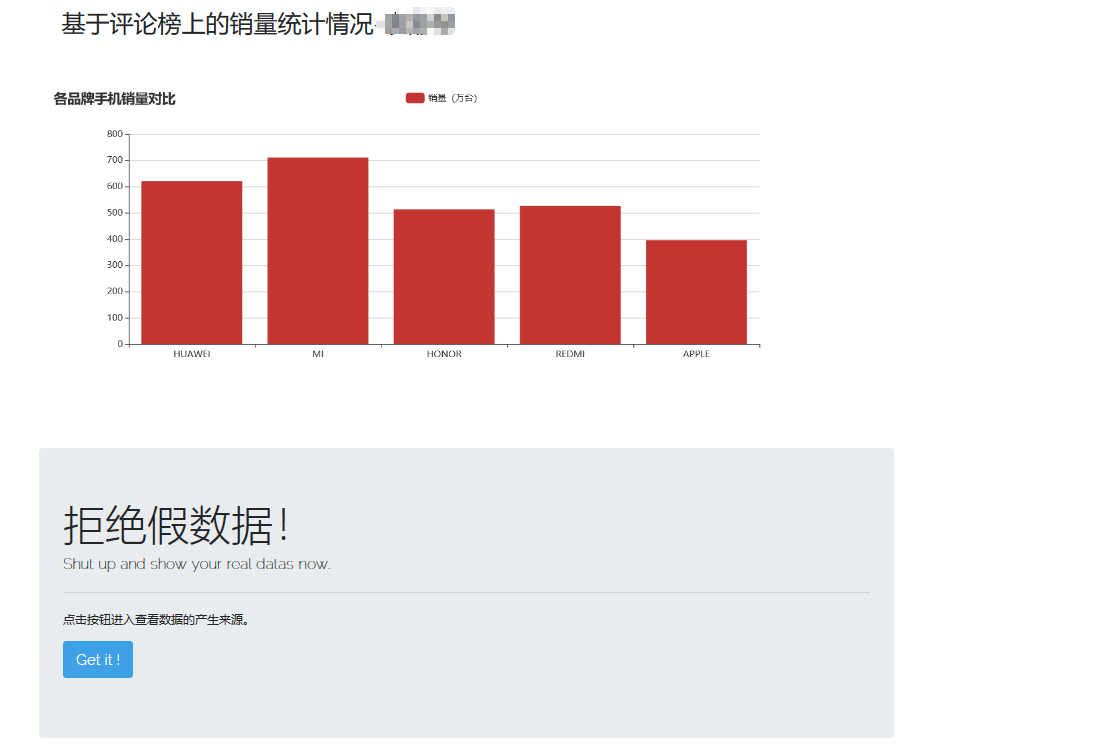 基于评论榜上的销量统计情况-
各品牌手机销量对比
销量（万台）
800
700
600
500
400
300
200
100
0
HUAWEI MI HONOR REDMI APPLE
拒绝假数据！
Shut up and show your real datas now.
点击按钮进入查看数据的产生来源。
Get it !